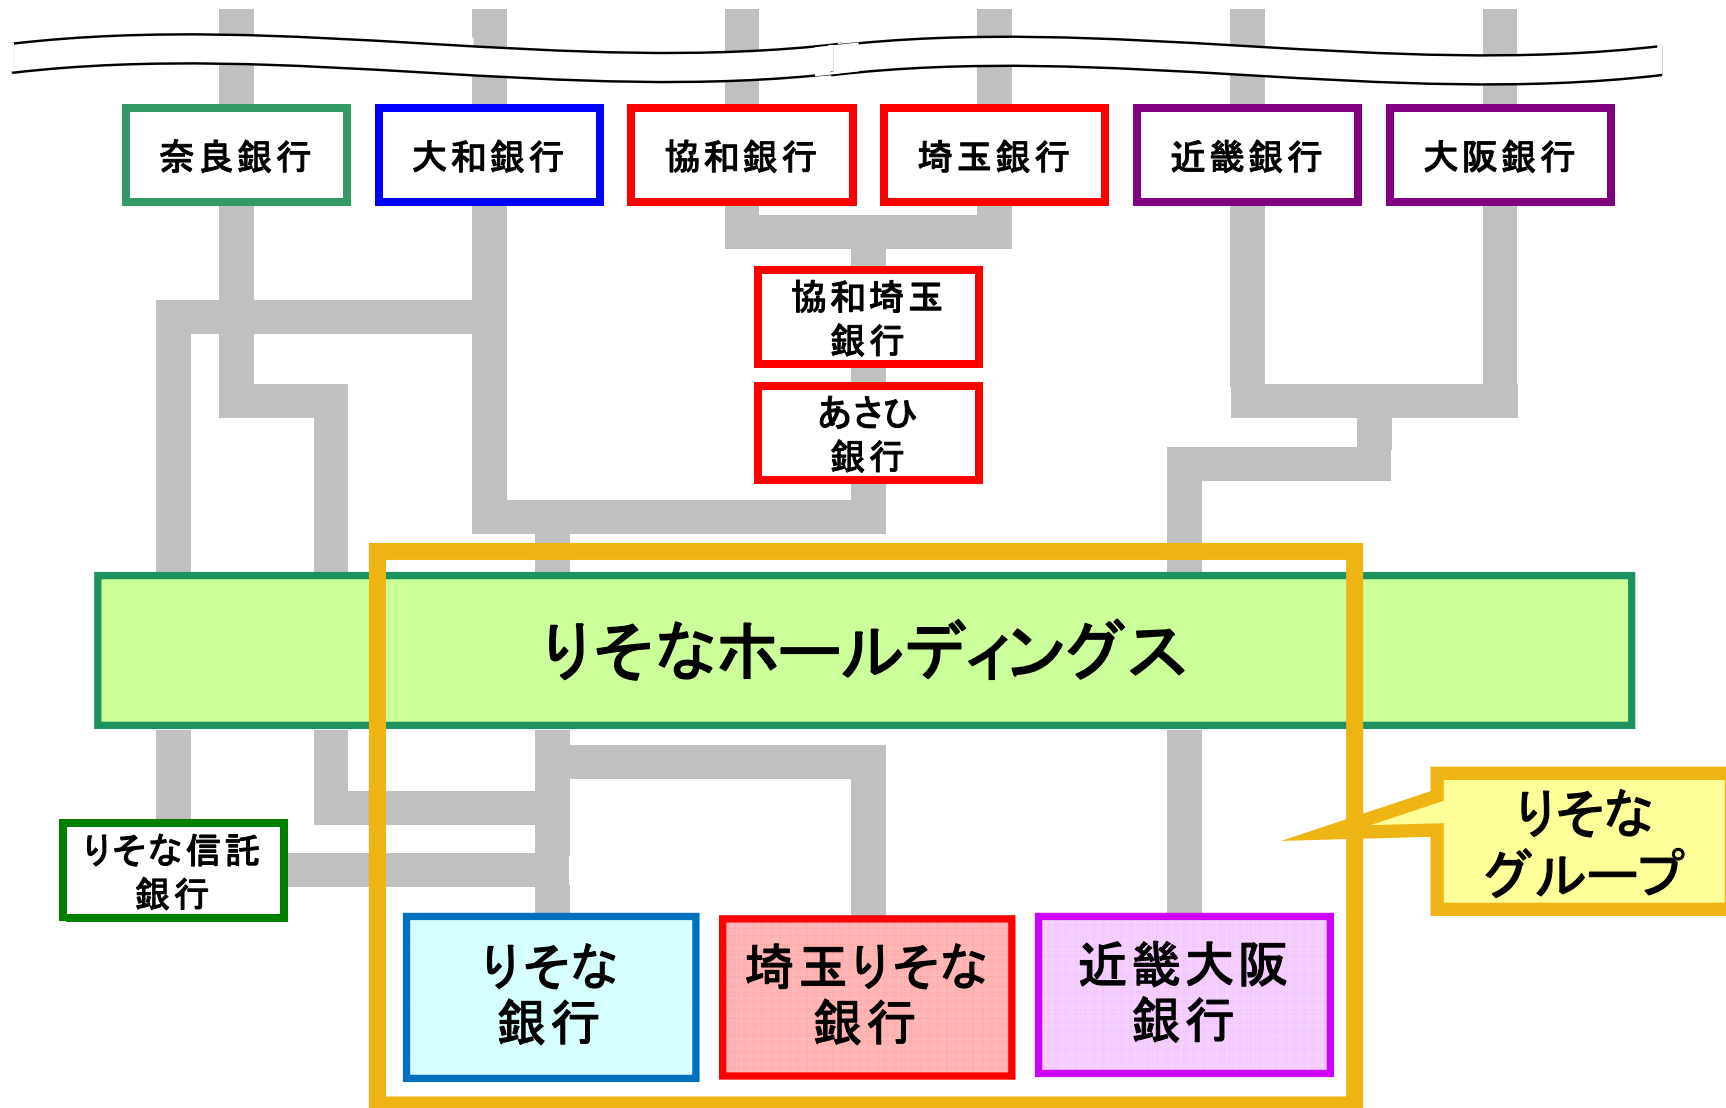 奈良銀行
大和銀行
協和銀行
埼玉銀行
近畿銀行
大阪銀行
協和埼玉
銀行
あさひ
銀行
りそなホールディングス
りそな
グループ
りそな信託
銀行
りそな
銀行
埼玉りそな
銀行
近畿大阪
銀行